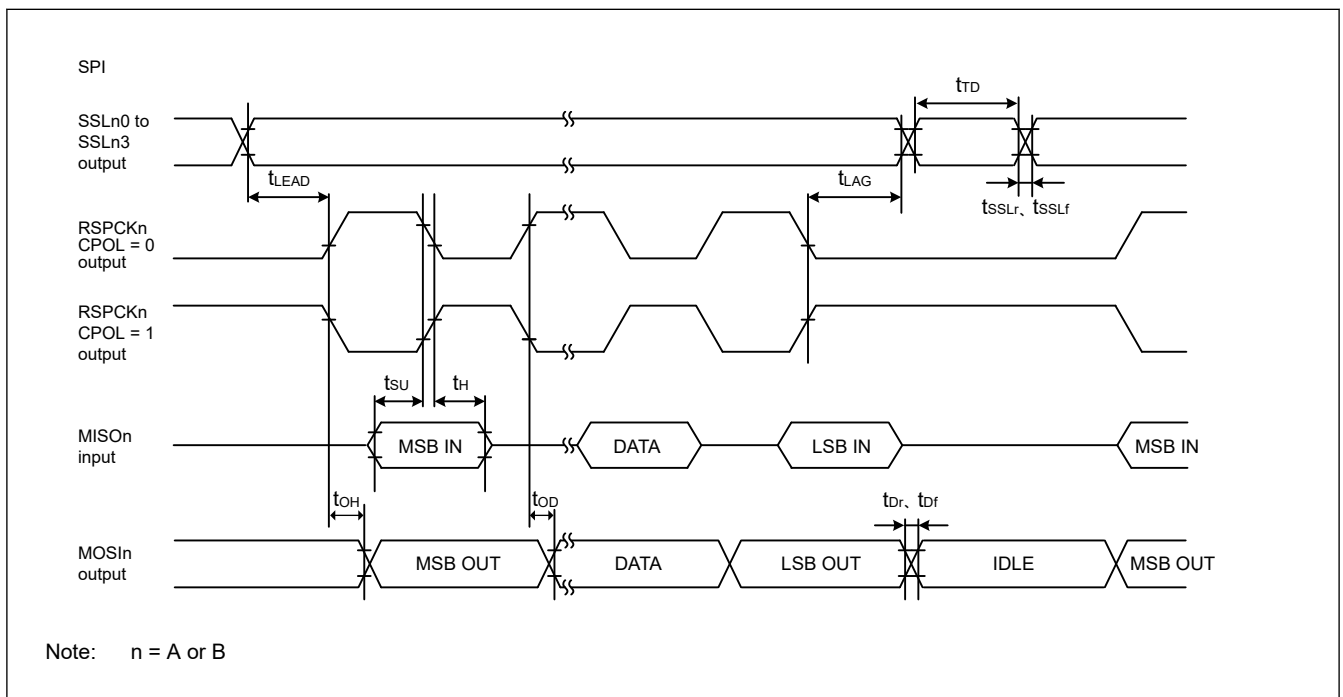 SPI
tTD
SSLn0 to
SSLn3
output
tLEAD
tLAG
tSSLr、tSSLf
RSPCKn
CPOL = 0
output
RSPCKn
CPOL = 1
output
tSU
tH
MISOn
input
MSB IN
DATA
LSB IN
MSB IN
tOH
tOD
tDr、tDf
MOSIn
output
MSB OUT
DATA
LSB OUT
IDLE
MSB OUT
Note: n = A or B